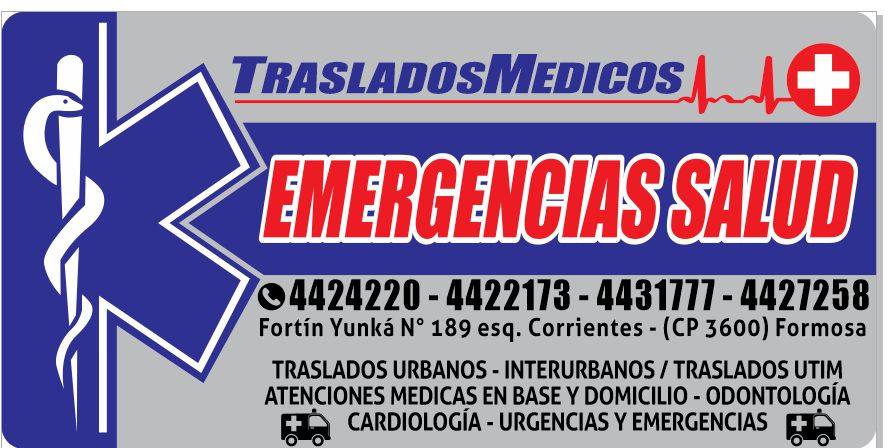 TRASLADOSMEDICOS
EMERGENCIAS SALUD
4424220 - 4422173 - 4431777 - 4427258
Fortín Yunká N° 189 esq. Corrientes - (CP 3600) Formosa
TRASLADOS URBANOS - INTERURBANOS / TRASLADOS UTIM
ATENCIONES MEDICAS EN BASE Y DOMICILIO - ODONTOLOGÍA
CARDIOLOGÍA - URGENCIAS Y EMERGENCIAS